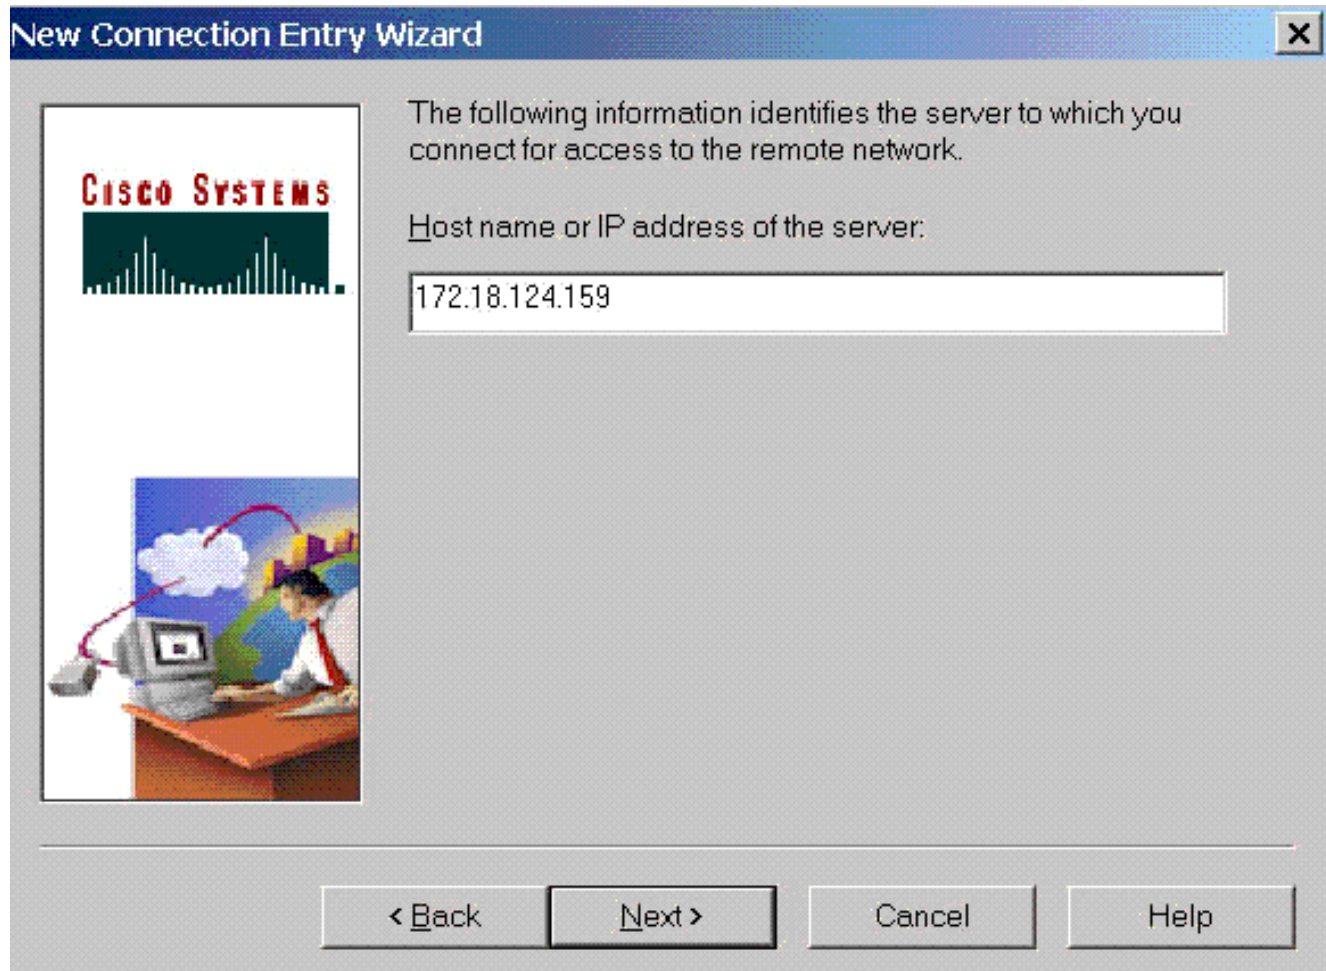 New Connection Entry Wizard
CISCO SYSTEMS
The following information identifies the server to which you
connect for access to the remote network.
Host name or IP address of the server:
172.18.124.159
< Back
Next >
Cancel
Help